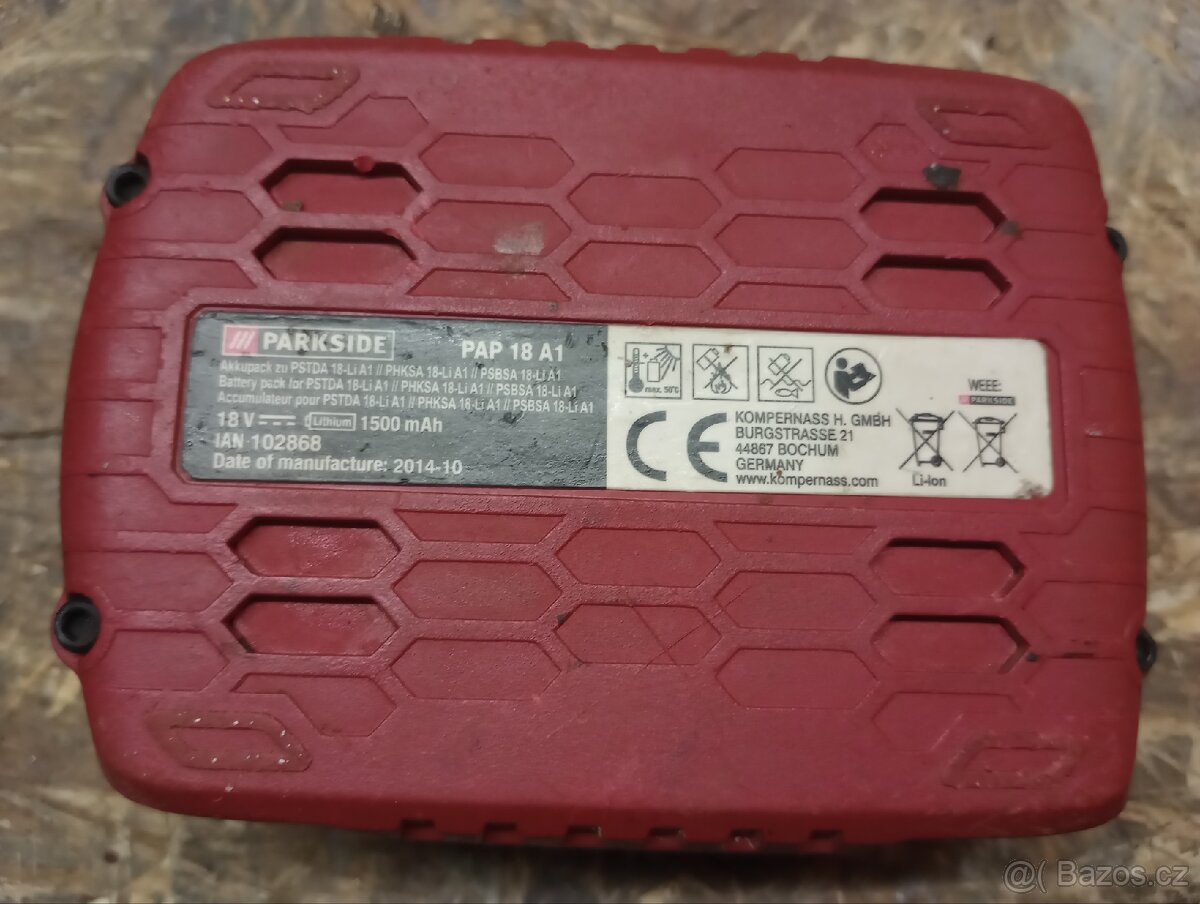 PARKSIDE
PAP 18 A1
Akkupack zu PSTDA 18-Li A1 // PHKSA 18-Li A1 // PSBSA 18-Li A1
Battery pack for PSTDA 18-Li A1 // PHKSA 18-Li A1 // PSBSA 18-Li A1
Accumulateur pour PSTDA 18-Li A1 // PHKSA 18-Li A1 // PSBSA 18-Li A1
18 V Lithium 1500 mAh
IAN 102868
Date of manufacture: 2014-10
max. 50°C
CE
KOMPERNASS H. GMBH
BURGSTRASSE 21
44867 BOCHUM
GERMANY
www.kompernass.com
WEEE:
PARKSIDE
Li-Ion
@( Bazos.cz